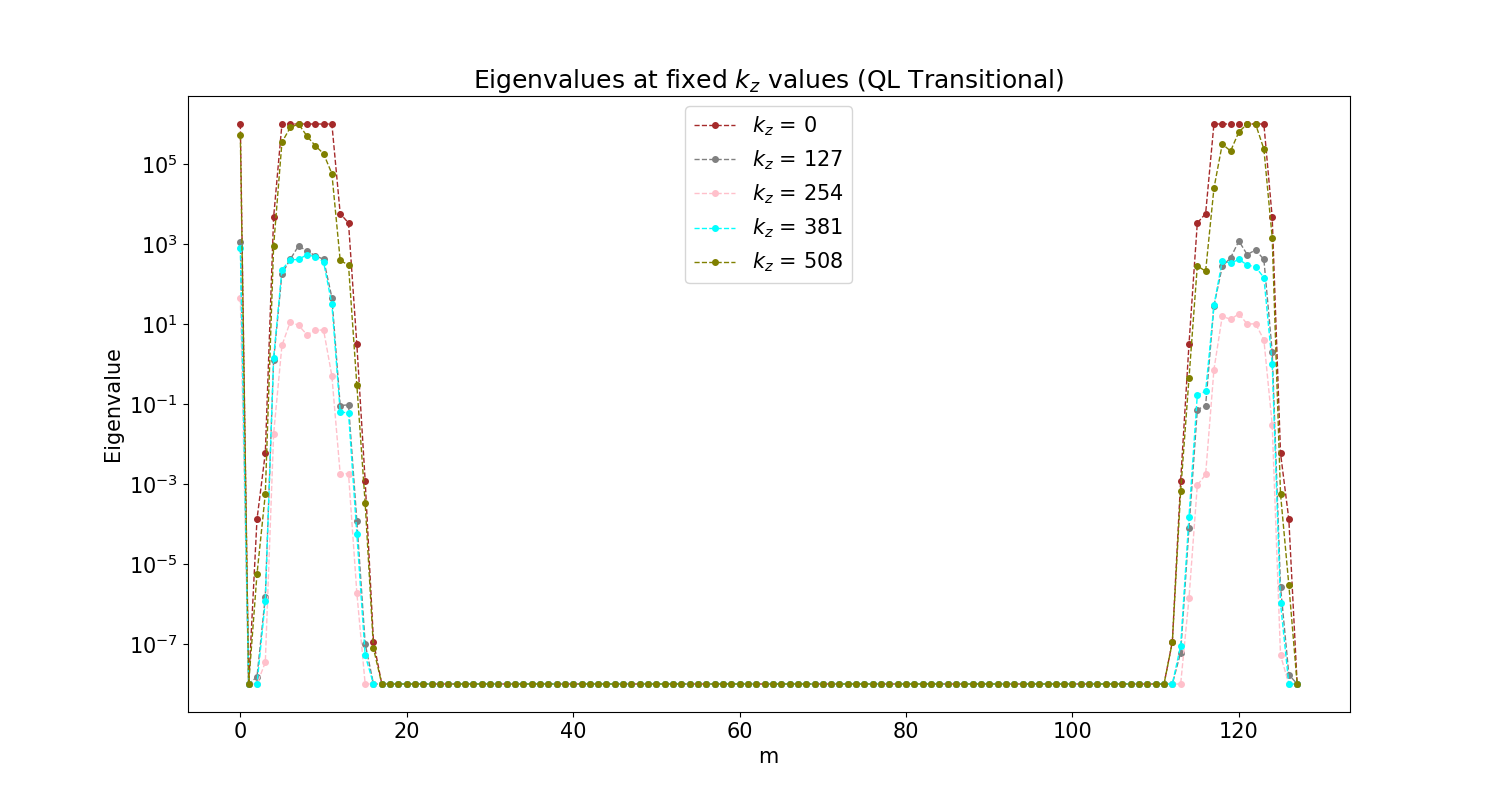 Eigenvalues at fixed k_z values (QL Transitional)
k_z = 0
k_z = 127
k_z = 254
k_z = 381
k_z = 508
Eigenvalue
10^5
10^3
10^1
10^−1
10^−3
10^−5
10^−7
0 20 40 60 80 100 120
m